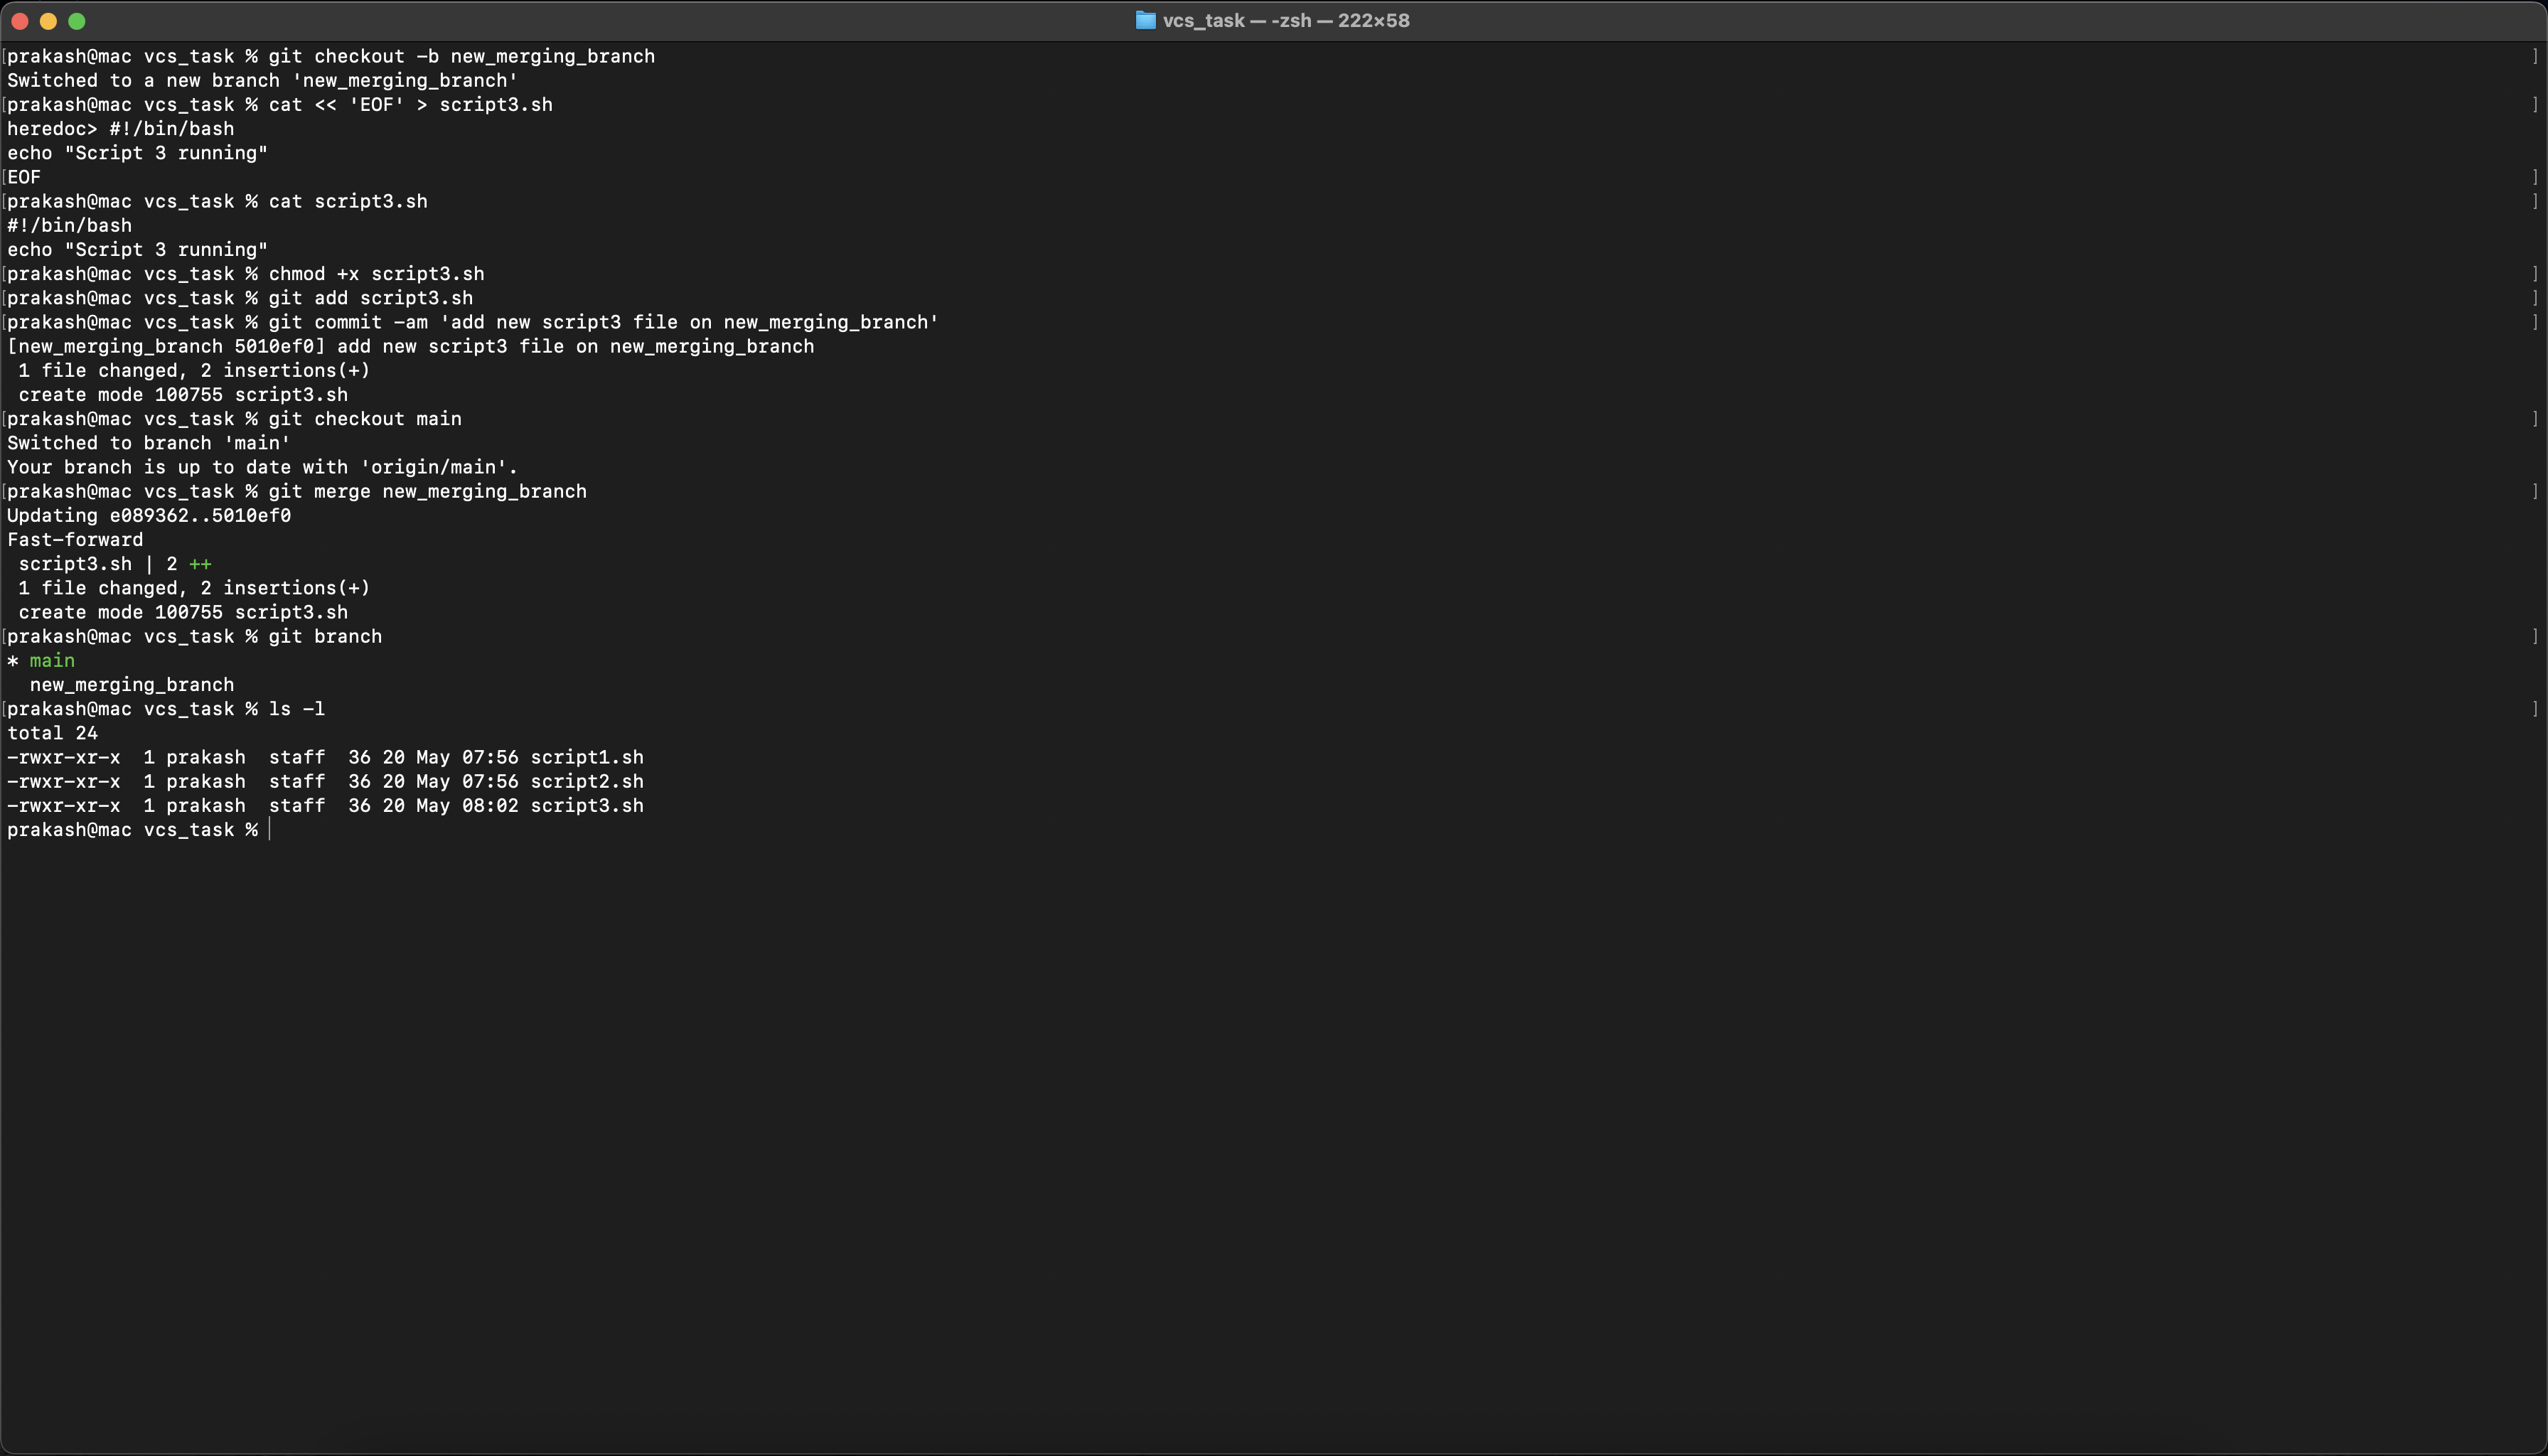 vcs_task — -zsh — 222×58
[prakash@mac vcs_task % git checkout -b new_merging_branch ]
Switched to a new branch 'new_merging_branch'
[prakash@mac vcs_task % cat << 'EOF' > script3.sh ]
heredoc> #!/bin/bash
echo "Script 3 running"
[EOF ]
[prakash@mac vcs_task % cat script3.sh ]
#!/bin/bash
echo "Script 3 running"
[prakash@mac vcs_task % chmod +x script3.sh ]
[prakash@mac vcs_task % git add script3.sh ]
[prakash@mac vcs_task % git commit -am 'add new script3 file on new_merging_branch' ]
[new_merging_branch 5010ef0] add new script3 file on new_merging_branch
 1 file changed, 2 insertions(+)
 create mode 100755 script3.sh
[prakash@mac vcs_task % git checkout main ]
Switched to branch 'main'
Your branch is up to date with 'origin/main'.
[prakash@mac vcs_task % git merge new_merging_branch ]
Updating e089362..5010ef0
Fast-forward
 script3.sh | 2 ++
 1 file changed, 2 insertions(+)
 create mode 100755 script3.sh
[prakash@mac vcs_task % git branch ]
* main
  new_merging_branch
[prakash@mac vcs_task % ls -l ]
total 24
-rwxr-xr-x  1 prakash  staff  36 20 May 07:56 script1.sh
-rwxr-xr-x  1 prakash  staff  36 20 May 07:56 script2.sh
-rwxr-xr-x  1 prakash  staff  36 20 May 08:02 script3.sh
prakash@mac vcs_task %